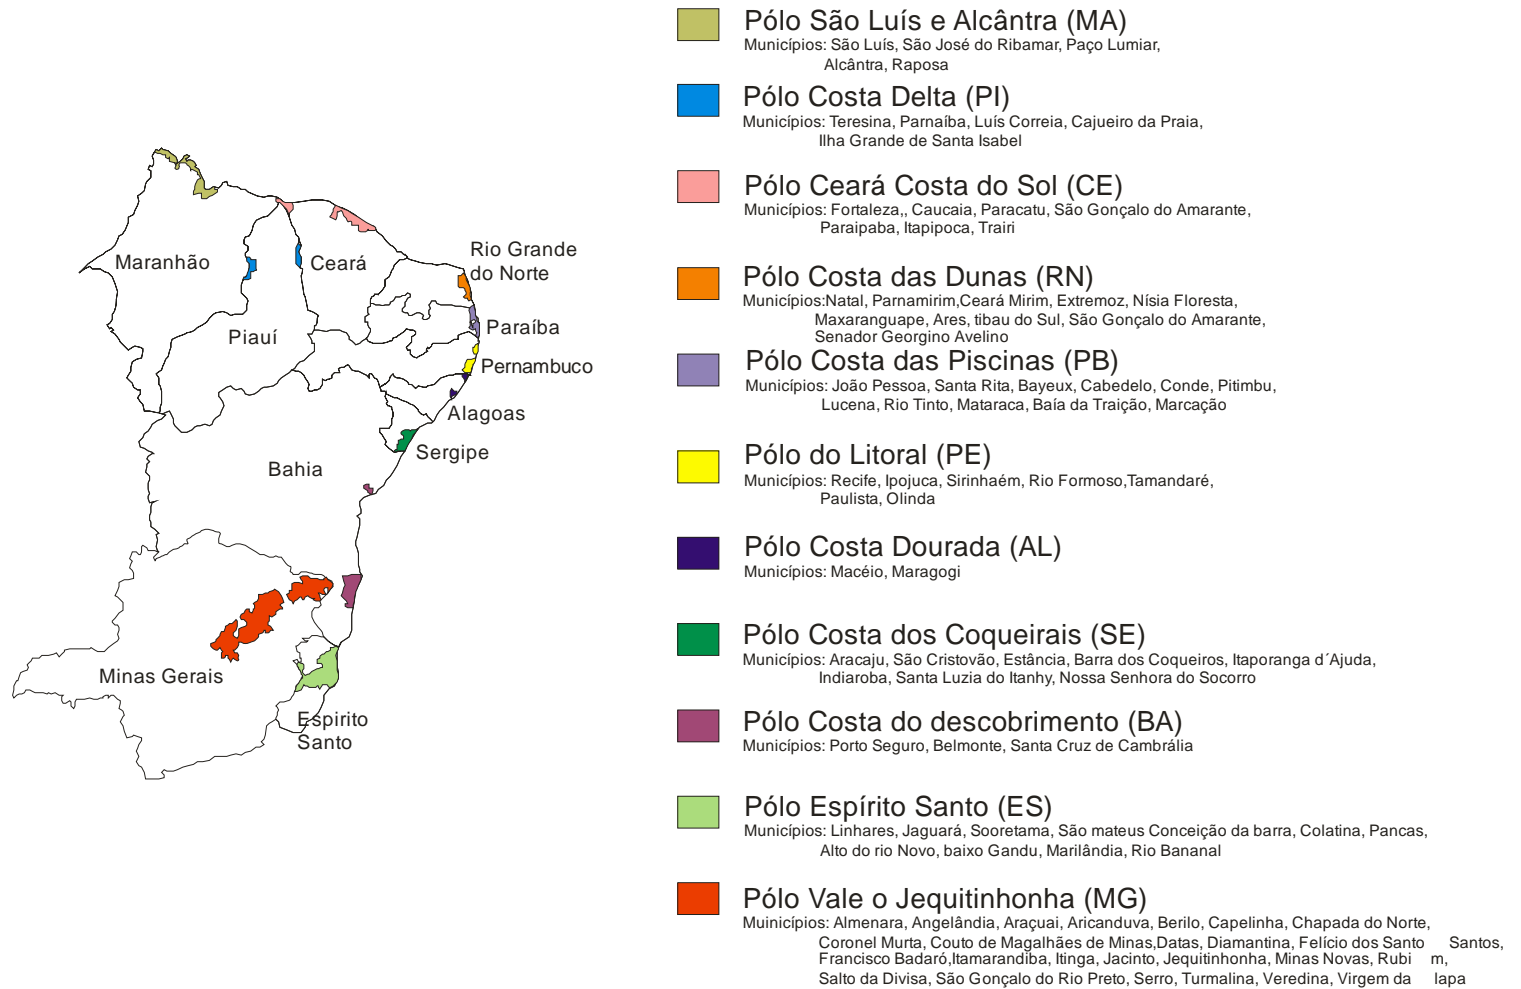 Maranhão
Ceará
Rio Grande
do Norte
Piauí
Paraíba
Pernambuco
Alagoas
Sergipe
Bahia
Minas Gerais
Espirito
Santo
Pólo São Luís e Alcântra (MA)
Municípios: São Luís, São José do Ribamar, Paço Lumiar,
Alcântra, Raposa
Pólo Costa Delta (PI)
Municípios: Teresina, Parnaíba, Luís Correia, Cajueiro da Praia,
Ilha Grande de Santa Isabel
Pólo Ceará Costa do Sol (CE)
Municípios: Fortaleza,, Caucaia, Paracatu, São Gonçalo do Amarante,
Paraipaba, Itapipoca, Trairi
Pólo Costa das Dunas (RN)
Municípios:Natal, Parnamirim,Ceará Mirim, Extremoz, Nísia Floresta,
Maxaranguape, Ares, tibau do Sul, São Gonçalo do Amarante,
Senador Georgino Avelino
Pólo Costa das Piscinas (PB)
Municípios: João Pessoa, Santa Rita, Bayeux, Cabedelo, Conde, Pitimbu,
Lucena, Rio Tinto, Mataraca, Baía da Traição, Marcação
Pólo do Litoral (PE)
Municípios: Recife, Ipojuca, Sirinhaém, Rio Formoso,Tamandaré,
Paulista, Olinda
Pólo Costa Dourada (AL)
Municípios: Macéio, Maragogi
Pólo Costa dos Coqueirais (SE)
Municípios: Aracaju, São Cristovão, Estância, Barra dos Coqueiros, Itaporanga d´Ajuda,
Indiaroba, Santa Luzia do Itanhy, Nossa Senhora do Socorro
Pólo Costa do descobrimento (BA)
Municípios: Porto Seguro, Belmonte, Santa Cruz de Cambrália
Pólo Espírito Santo (ES)
Municípios: Linhares, Jaguará, Sooretama, São mateus Conceição da barra, Colatina, Pancas,
Alto do rio Novo, baixo Gandu, Marilândia, Rio Bananal
Pólo Vale o Jequitinhonha (MG)
Muinicípios: Almenara, Angelândia, Araçuai, Aricanduva, Berilo, Capelinha, Chapada do Norte,
Coronel Murta, Couto de Magalhães de Minas,Datas, Diamantina, Felício dos Santo Santos,
Francisco Badaró,Itamarandiba, Itinga, Jacinto, Jequitinhonha, Minas Novas, Rubi m,
Salto da Divisa, São Gonçalo do Rio Preto, Serro, Turmalina, Veredina, Virgem da lapa